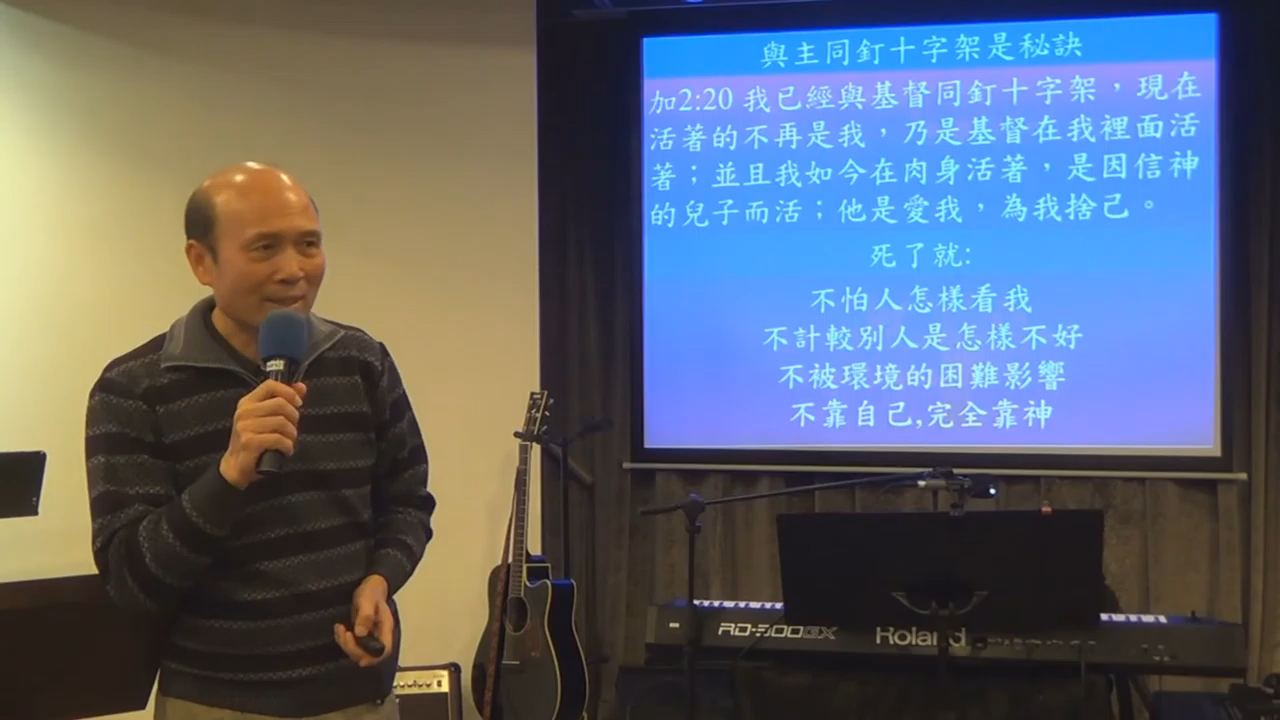 與主同釘十字架是秘訣
加2:20 我已經與基督同釘十字架，現在
活著的不再是我，乃是基督在我裡面活
著；並且我如今在肉身活著，是因信神
的兒子而活；他是愛我，為我捨己。
死了就:
不怕人怎樣看我
不計較別人是怎樣不好
不被環境的困難影響
不靠自己,完全靠神
RD-300GX
Roland